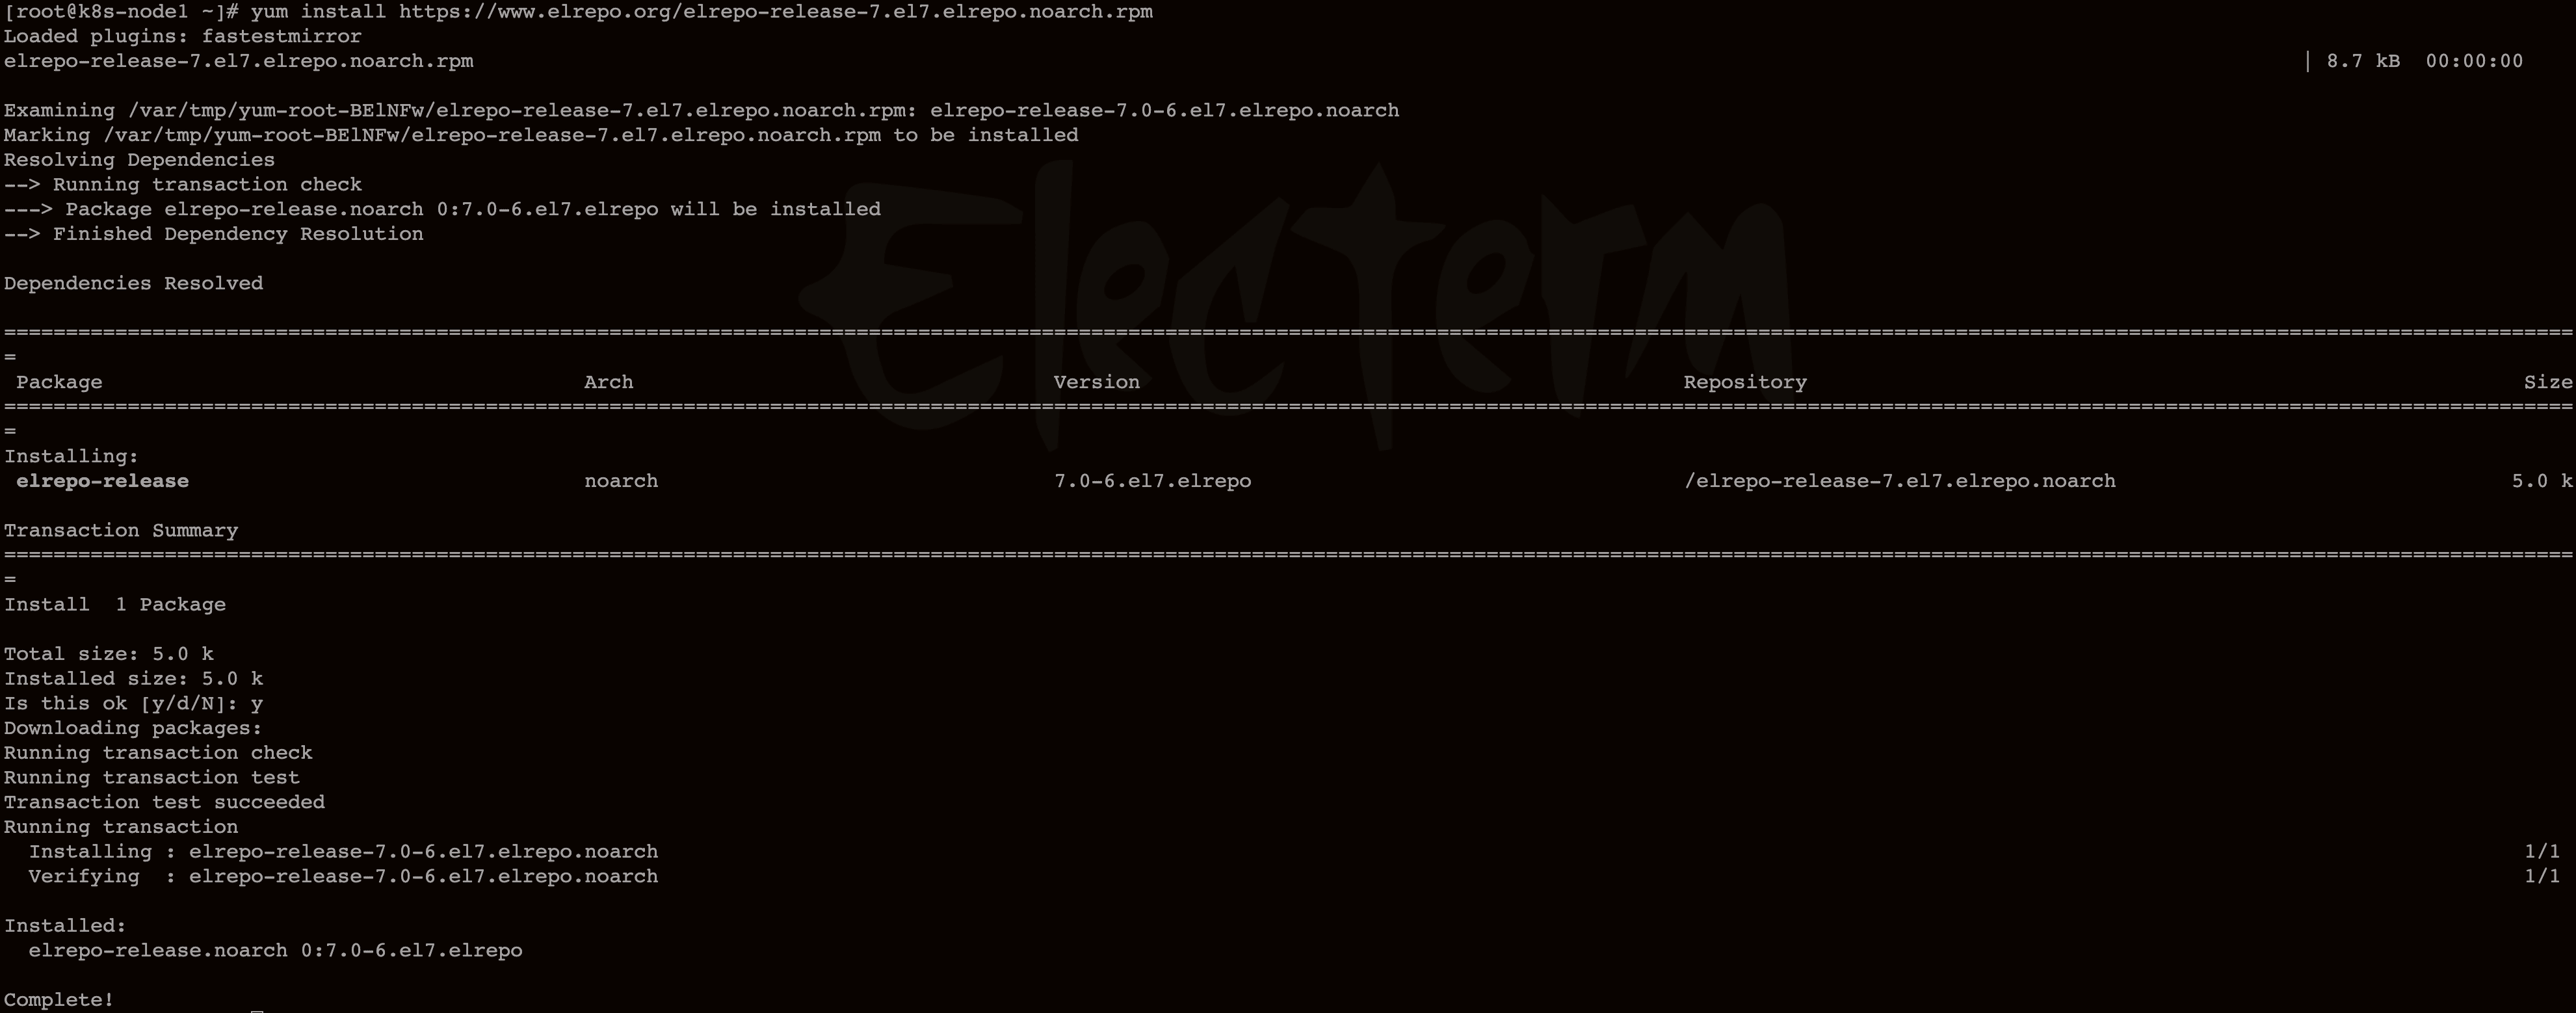 [root@k8s-node1 ~]# yum install https://www.elrepo.org/elrepo-release-7.el7.elrepo.noarch.rpm
Loaded plugins: fastestmirror
elrepo-release-7.el7.elrepo.noarch.rpm | 8.7 kB 00:00:00
Examining /var/tmp/yum-root-BElNFw/elrepo-release-7.el7.elrepo.noarch.rpm: elrepo-release-7.0-6.el7.elrepo.noarch
Marking /var/tmp/yum-root-BElNFw/elrepo-release-7.el7.elrepo.noarch.rpm to be installed
Resolving Dependencies
--> Running transaction check
---> Package elrepo-release.noarch 0:7.0-6.el7.elrepo will be installed
--> Finished Dependency Resolution
Electerm
Dependencies Resolved
================================================================================
=
Package Arch Version Repository Size
================================================================================
=
Installing:
elrepo-release noarch 7.0-6.el7.elrepo /elrepo-release-7.el7.elrepo.noarch 5.0 k
Transaction Summary
================================================================================
=
Install 1 Package
Total size: 5.0 k
Installed size: 5.0 k
Is this ok [y/d/N]: y
Downloading packages:
Running transaction check
Running transaction test
Transaction test succeeded
Running transaction
Installing : elrepo-release-7.0-6.el7.elrepo.noarch 1/1
Verifying : elrepo-release-7.0-6.el7.elrepo.noarch 1/1
Installed:
elrepo-release.noarch 0:7.0-6.el7.elrepo
Complete!